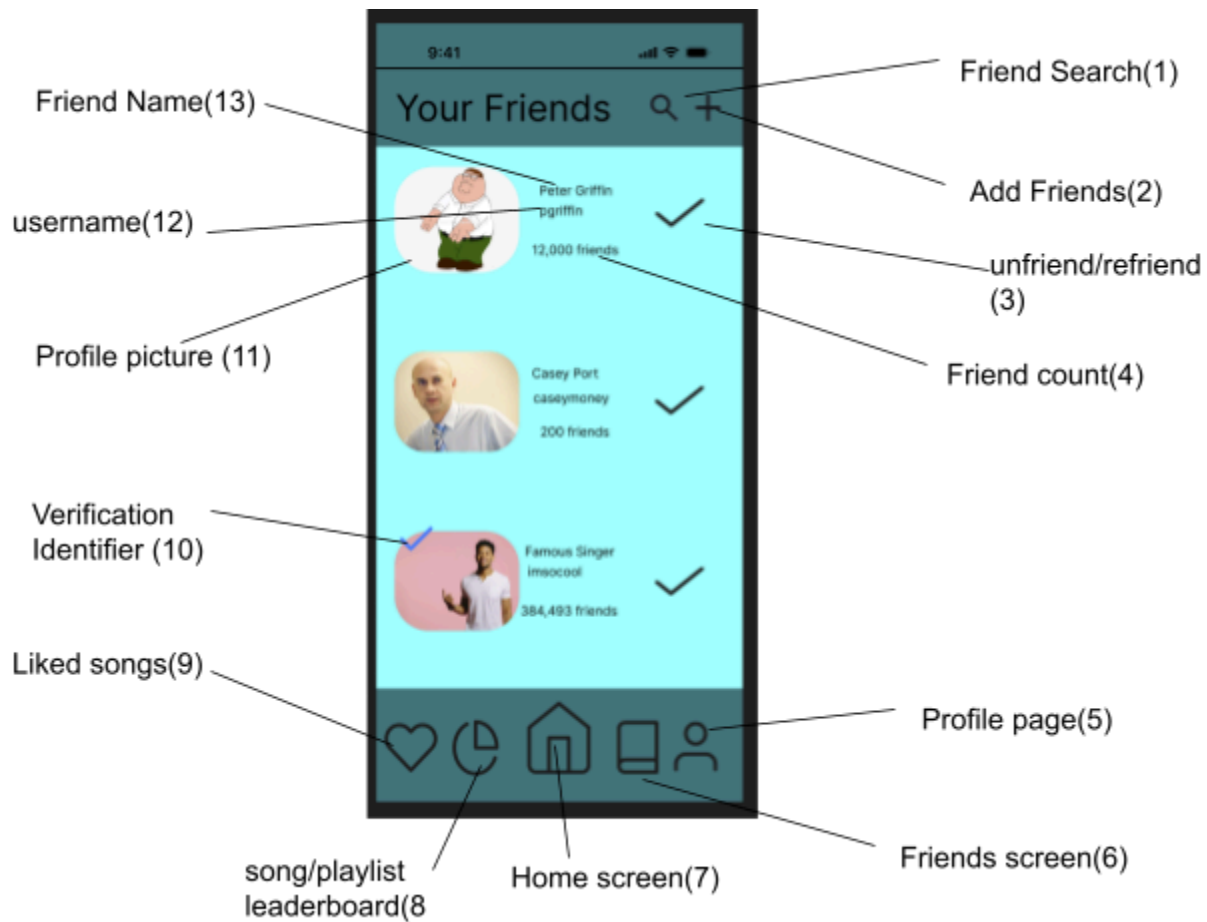 9:41
Friend Search(1)
Friend Name(13)
Your Friends
Add Friends(2)
Peter Griffin
username(12)
pgriffin
12,000 friends
unfriend/refriend
(3)
Profile picture (11)
Casey Port
caseymoney
200 friends
Friend count(4)
Verification
Identifier (10)
Famous Singer
imsocool
384,493 friends
Liked songs(9)
Profile page(5)
song/playlist
leaderboard(8
Home screen(7)
Friends screen(6)